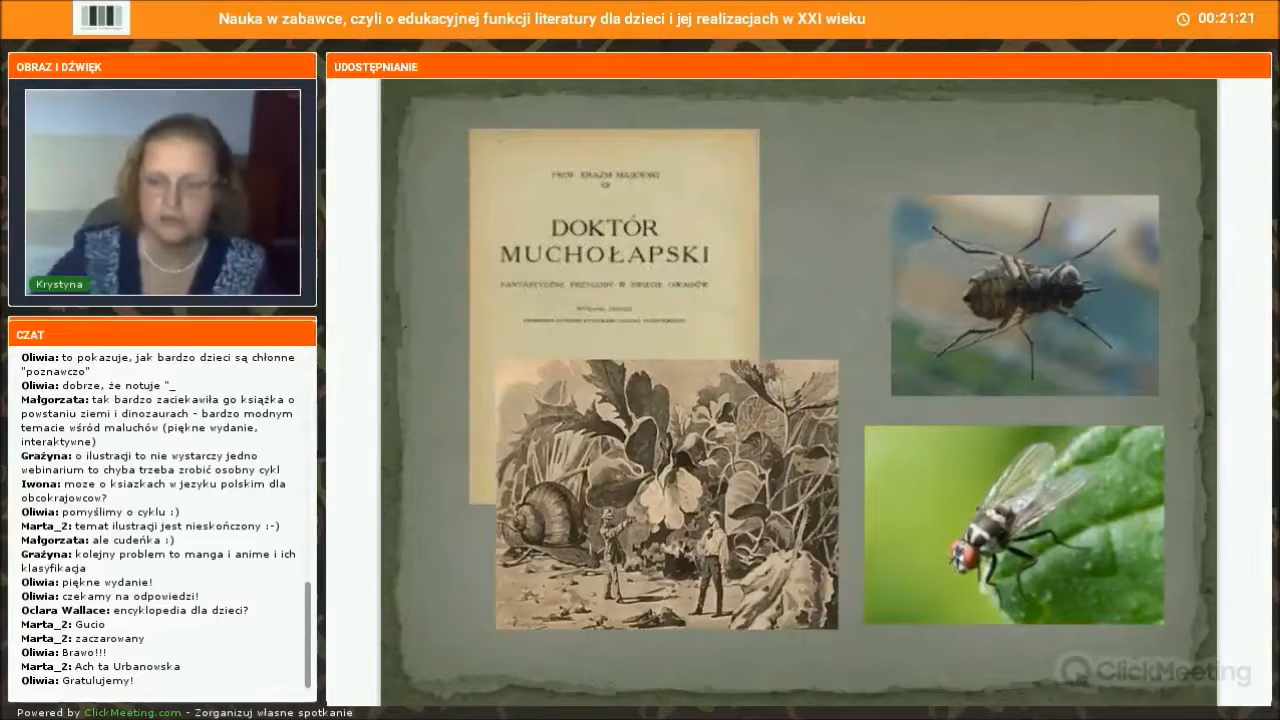 Nauka w zabawce, czyli o edukacyjnej funkcji literatury dla dzieci i jej realizacjach w XXI wieku
00:21:21
OBRAZ I DŹWIĘK
Krystyna
CZAT
Oliwia: to pokazuje, jak bardzo dzieci są chłonne
"poznawczo"
Oliwia: dobrze, że notuje "_
Małgorzata: tak bardzo zaciekawiła go książka o
powstaniu ziemi i dinozaurach - bardzo modnym
temacie wśród maluchów (piękne wydanie,
interaktywne)
Grażyna: o ilustracji to nie wystarczy jedno
webinarium to chyba trzeba zrobić osobny cykl
Iwona: moze o ksiazkach w jezyku polskim dla
obcokrajowcow?
Oliwia: pomyślimy o cyklu :)
Marta_2: temat ilustracji jest nieskończony :-)
Małgorzata: ale cudeńka :)
Grażyna: kolejny problem to manga i anime i ich
klasyfikacja
Oliwia: piękne wydanie!
Oliwia: czekamy na odpowiedzi!
Oclara Wallace: encyklopedia dla dzieci?
Marta_2: Gucio
Marta_2: zaczarowany
Oliwia: Brawo!!!
Marta_2: Ach ta Urbanowska
Oliwia: Gratulujemy!
Powered by ClickMeeting.com - Zorganizuj własne spotkanie
UDOSTĘPNIANIE
PROF. ERAZM MAJEWSKI
DOKTÓR
MUCHOŁAPSKI
FANTASTYCZNE PRZYGODY W ŚWIECIE OWADÓW
ClickMeeting